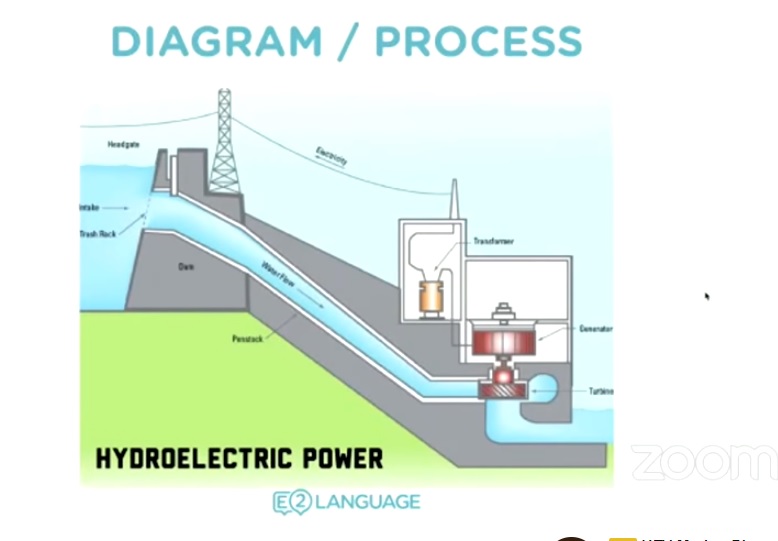 DIAGRAM / PROCESS
Headgate
Electricity
Intake
Trash Rack
Transformer
Dam
Water Flow
Generator
Penstock
Turbine
HYDROELECTRIC POWER
E2 LANGUAGE
zoom